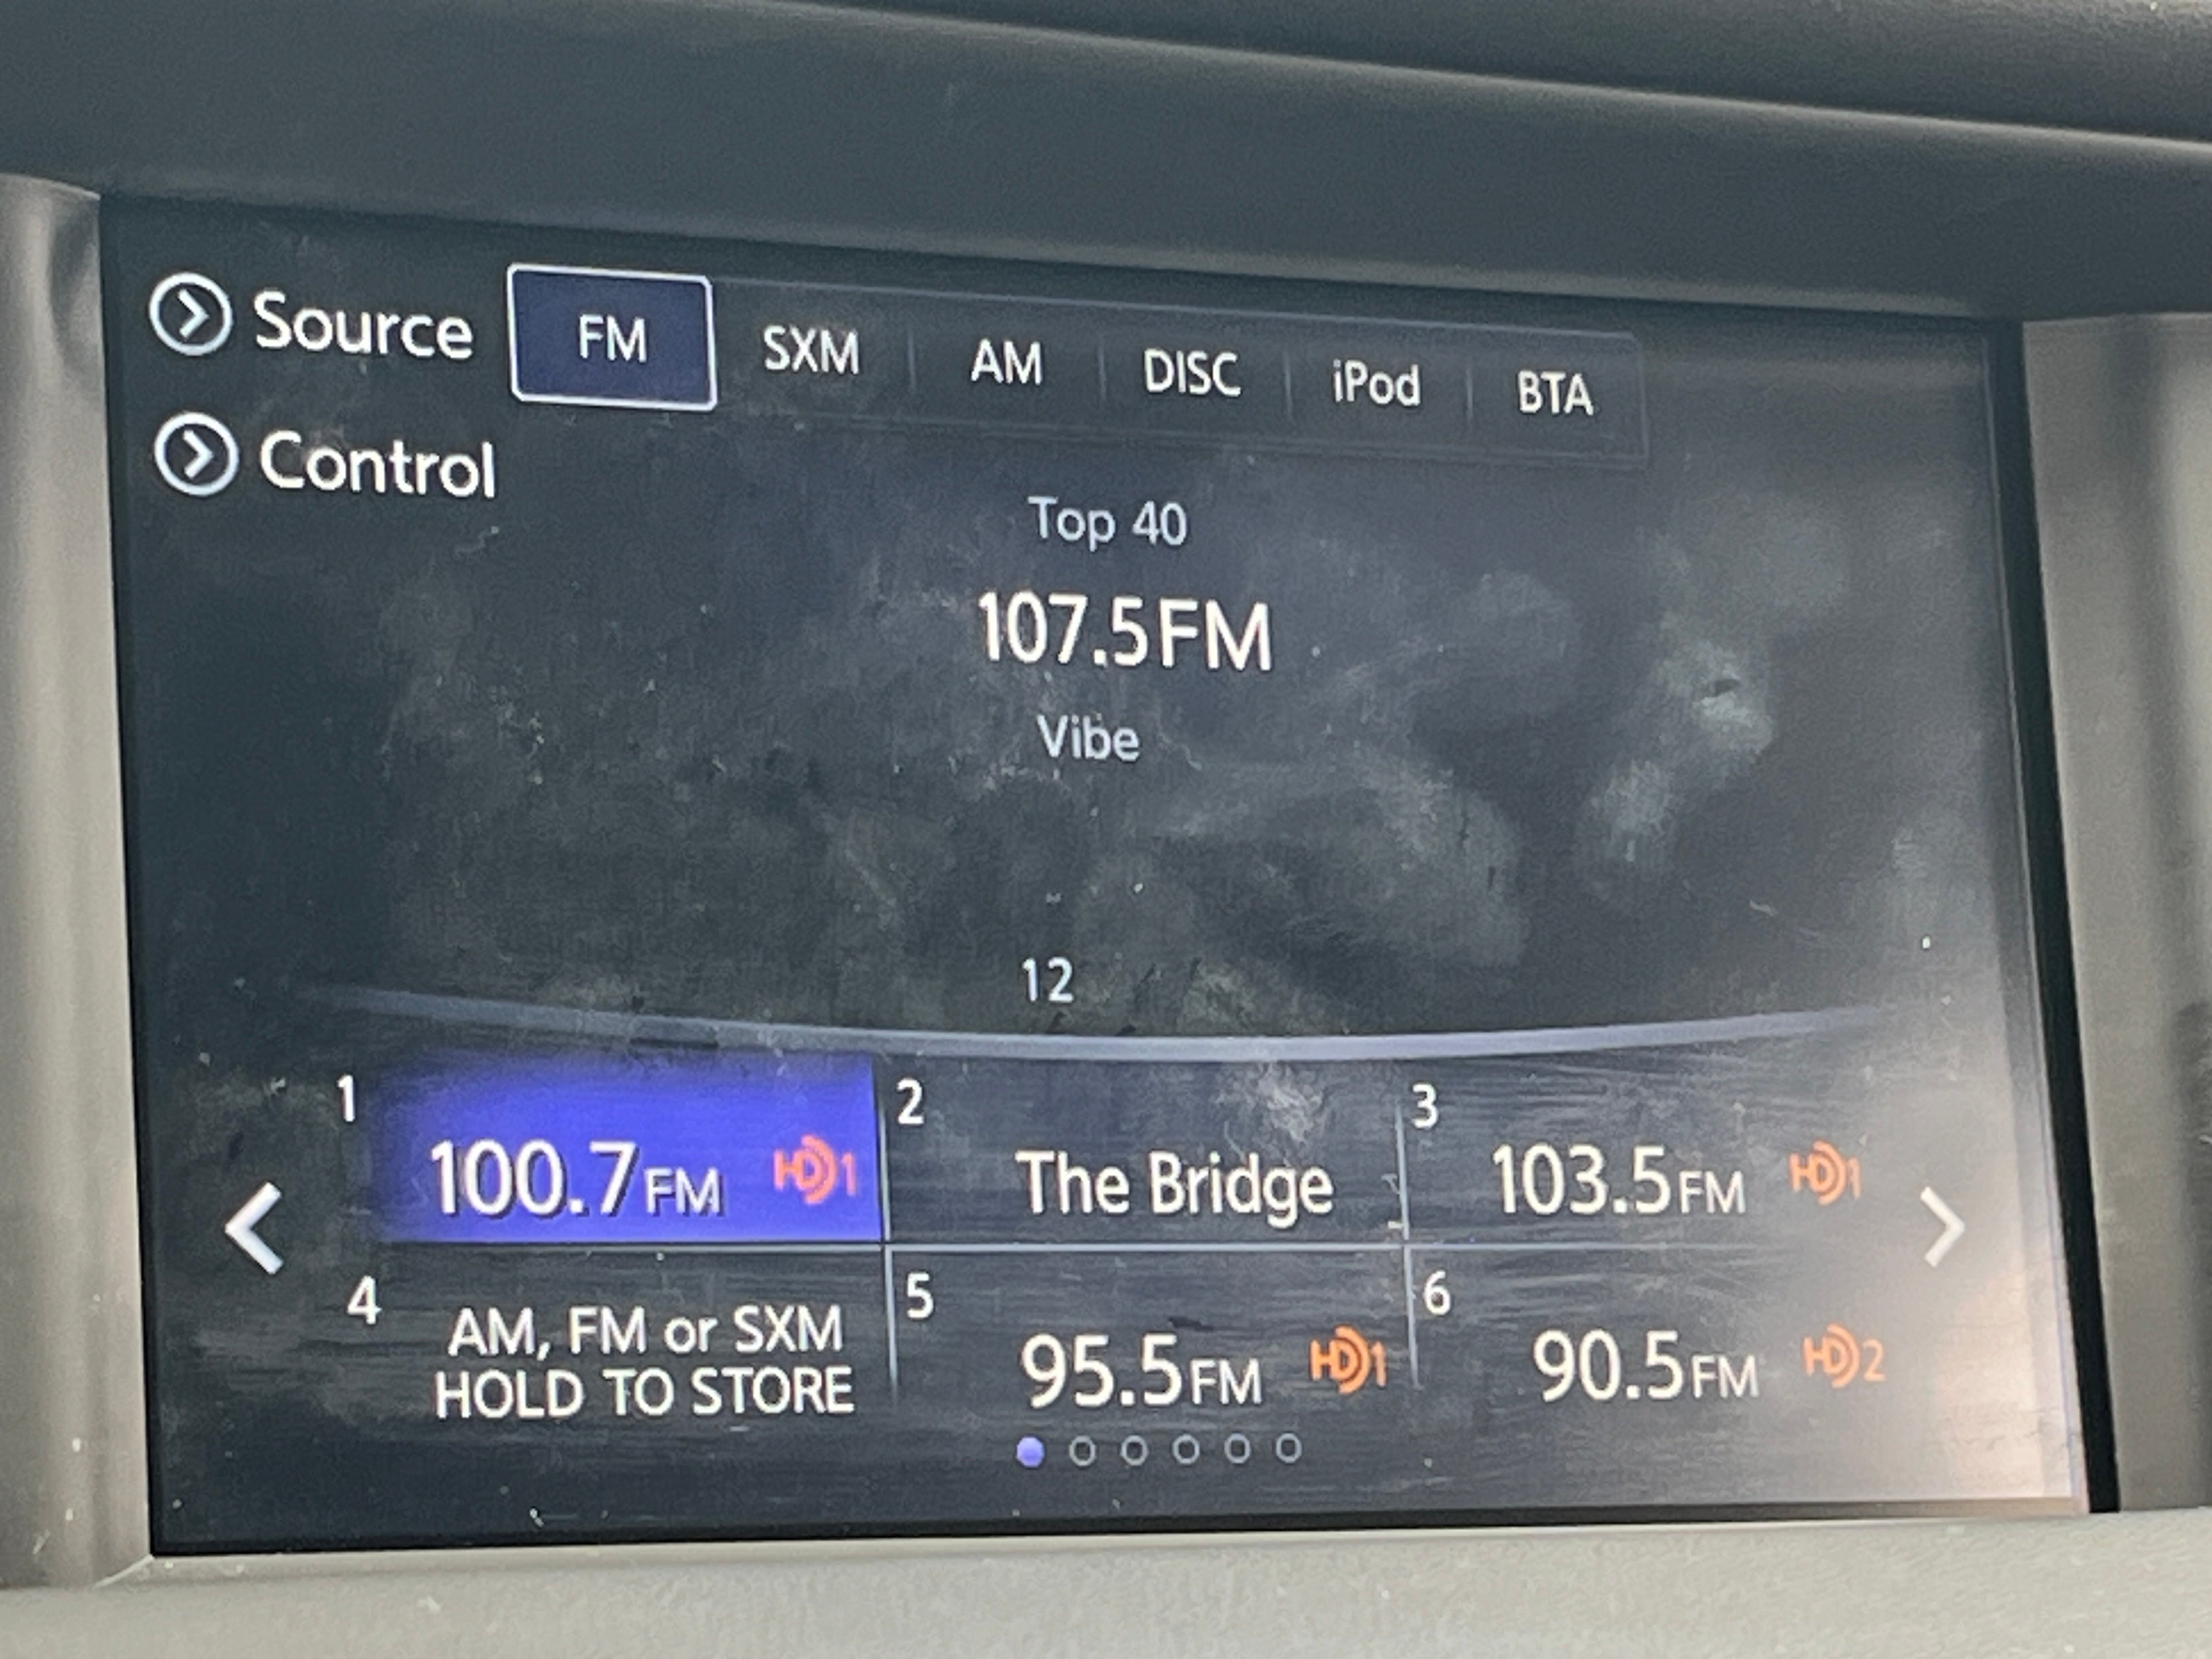 Source
FM
SXM
AM
DISC
iPod
BTA
Control
Top 40
107.5FM
Vibe
12
1
100.7FM HD1
2
The Bridge
3
103.5FM HD1
4
AM, FM or SXM
HOLD TO STORE
5
95.5FM HD1
6
90.5FM HD2